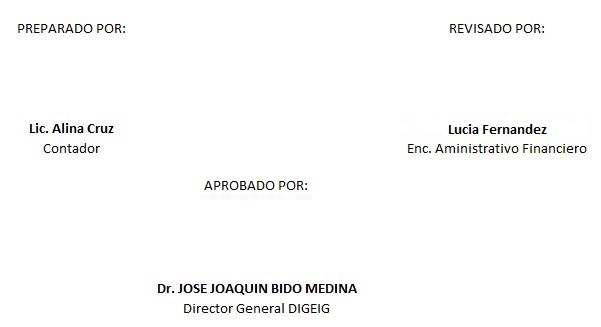 PREPARADO POR:
REVISADO POR:
Lic. Alina Cruz
Lucia Fernandez
Contador
Enc. Aministrativo Financiero
APROBADO POR:
Dr. JOSE JOAQUIN BIDO MEDINA
Director General DIGEIG